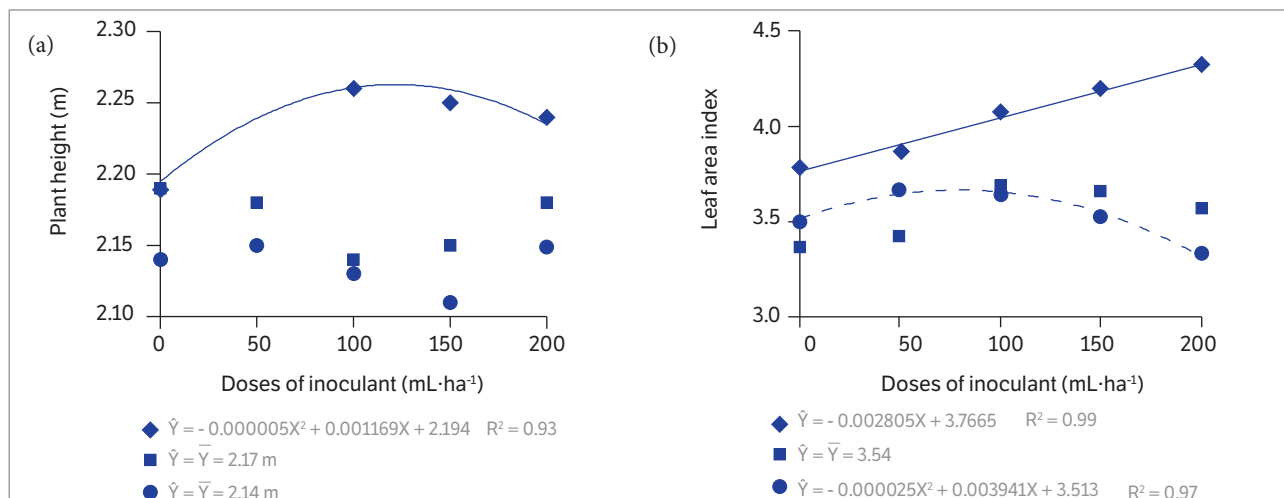 (a)
2.30
2.25
2.20
2.15
2.10
Plant height (m)
0 50 100 150 200
Doses of inoculant (mL·ha⁻¹)
Ŷ = - 0.000005X² + 0.001169X + 2.194 R² = 0.93
Ŷ = Y̅ = 2.17 m
Ŷ = Y̅ = 2.14 m
(b)
4.5
4.0
3.5
3.0
Leaf area index
0 50 100 150 200
Doses of inoculant (mL·ha⁻¹)
Ŷ = - 0.002805X + 3.7665 R² = 0.99
Ŷ = Y̅ = 3.54
Ŷ = -0.000025X² + 0.003941X + 3.513 R² = 0.97